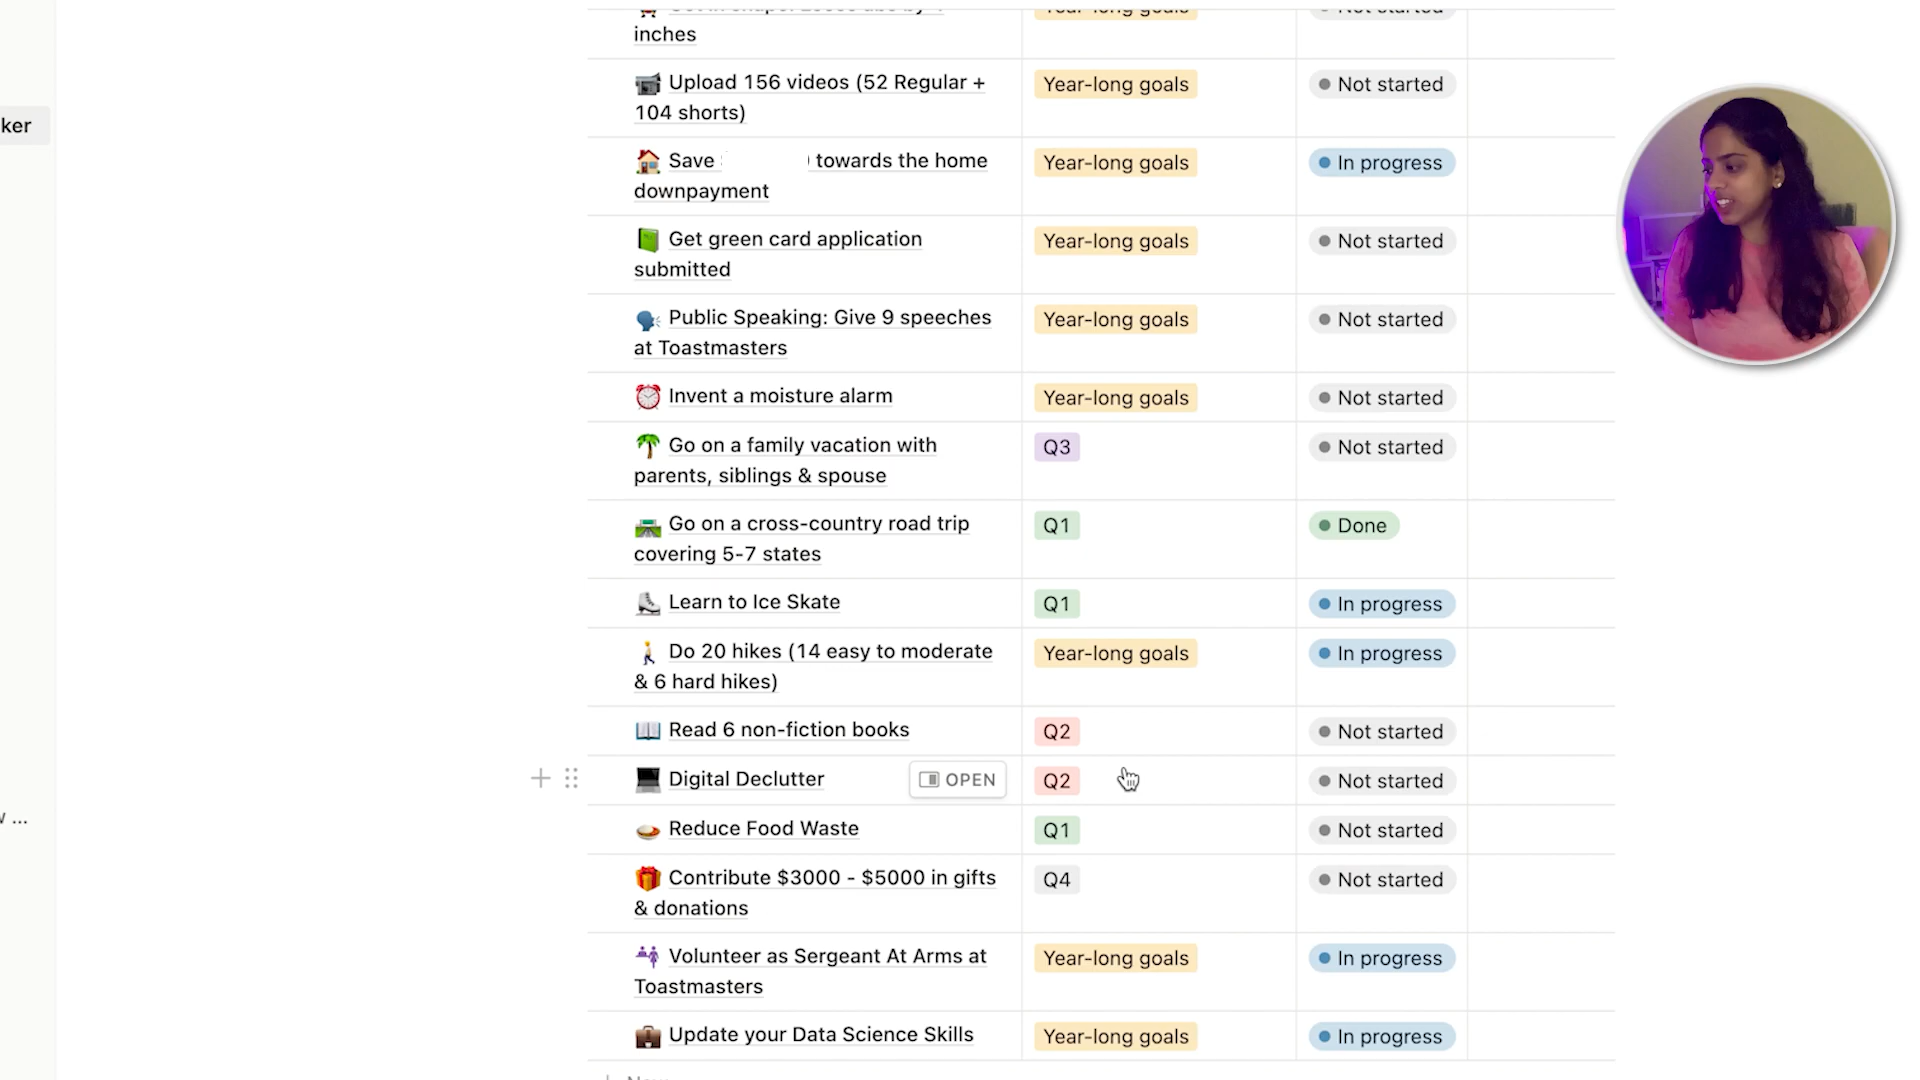 inches Year-long goals Not started
ker
Upload 156 videos (52 Regular + Year-long goals Not started
104 shorts)
Save towards the home Year-long goals In progress
downpayment
Get green card application Year-long goals Not started
submitted
Public Speaking: Give 9 speeches Year-long goals Not started
at Toastmasters
Invent a moisture alarm Year-long goals Not started
Go on a family vacation with Q3 Not started
parents, siblings & spouse
Go on a cross-country road trip Q1 Done
covering 5-7 states
Learn to Ice Skate Q1 In progress
Do 20 hikes (14 easy to moderate Year-long goals In progress
& 6 hard hikes)
Read 6 non-fiction books Q2 Not started
Digital Declutter OPEN Q2 Not started
Reduce Food Waste Q1 Not started
Contribute $3000 - $5000 in gifts Q4 Not started
& donations
Volunteer as Sergeant At Arms at Year-long goals In progress
Toastmasters
Update your Data Science Skills Year-long goals In progress